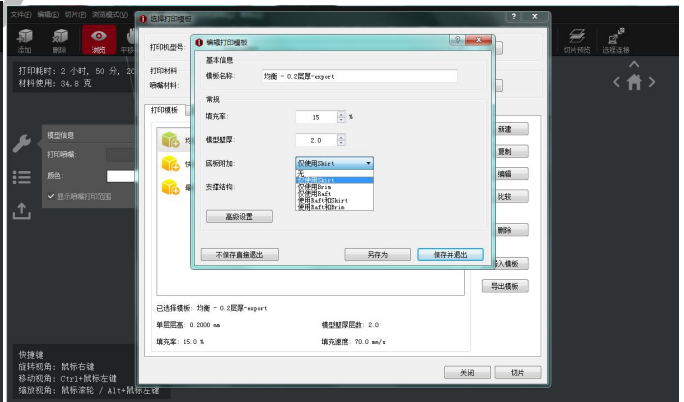 文件(F) 编辑(E) 切片(P) 浏览模式(V)
选择打印模板
添加 删除 浏览 平移
切片预览 远程连接
打印耗时: 2 小时, 50 分, 20
材料使用: 34.8 克
打印机型号:
打印材料
喷嘴材料:
打印模板
编辑打印模板
基本信息
模板名称: 均衡 - 0.2层厚-export
常规
填充率: 15 %
模型壁厚: 2.0
底板附加: 仅使用Skirt
无
仅使用Skirt
仅使用Brim
仅使用Raft
使用Raft和Skirt
使用Raft和Brim
支撑结构:
高级设置
不保存直接退出 另存为 保存并退出
模型信息
打印喷嘴:
颜色:
显示喷嘴打印范围
均
快
最
新建
复制
编辑
比较
删除
导入模板
导出模板
已选择模板: 均衡 - 0.2层厚-export
单层层高: 0.2000 mm 模型壁厚层数: 2.0
填充率: 15.0 % 填充速度: 70.0 mm/s
关闭 切片
快捷键
旋转视角: 鼠标右键
移动视角: Ctrl+鼠标左键
缩放视角: 鼠标滚轮 / Alt+鼠标左键